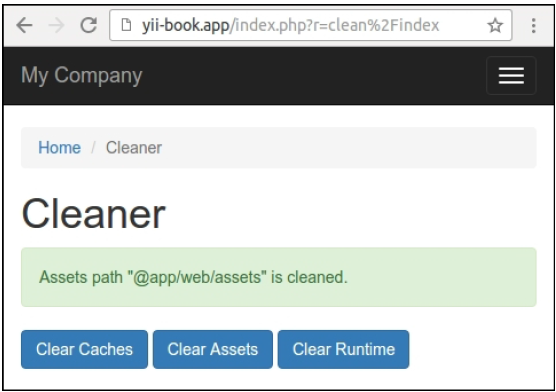 yii-book.app/index.php?r=clean%2Findex
My Company
Home / Cleaner
Cleaner
Assets path "@app/web/assets" is cleaned.
Clear Caches Clear Assets Clear Runtime